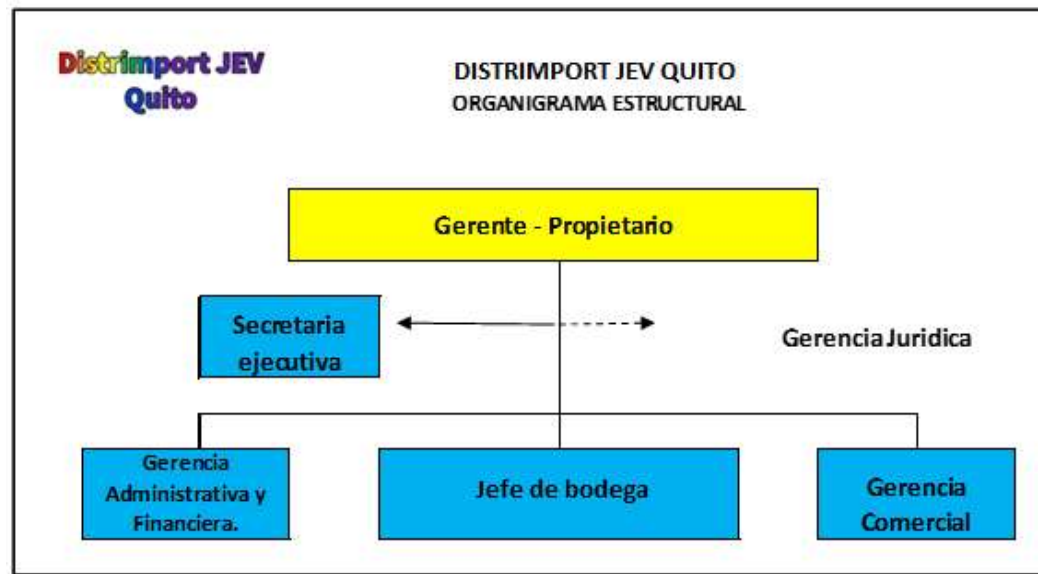 Distrimport JEV
Quito
DISTRIMPORT JEV QUITO
ORGANIGRAMA ESTRUCTURAL
Gerente - Propietario
Secretaria
ejecutiva
Gerencia Juridica
Gerencia
Administrativa y
Financiera.
Jefe de bodega
Gerencia
Comercial